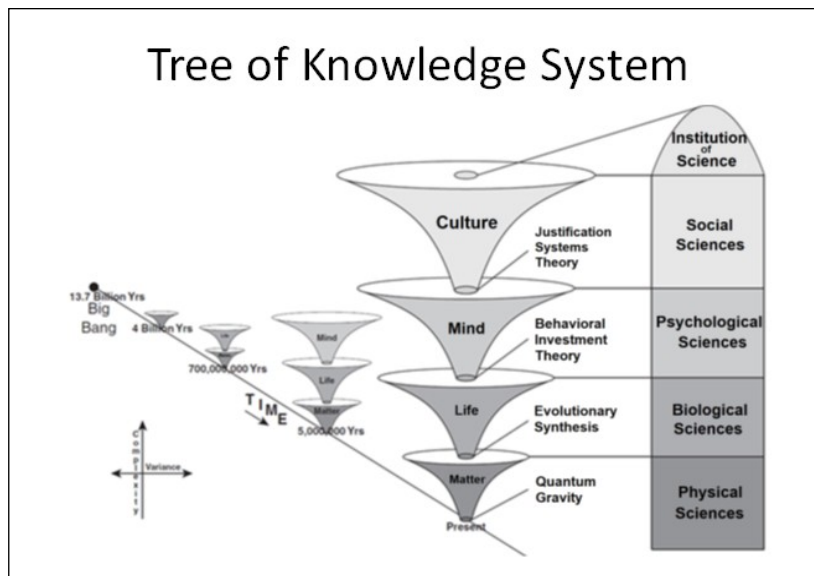 Tree of Knowledge System
Institution
of
Science
Culture
Social
Sciences
Justification
Systems
Theory
13.7 Billion Yrs
Big
Bang
4 Billion Yrs
Mind
Mind
Behavioral
Investment
Theory
Psychological
Sciences
700,000,000 Yrs
Life
Life
Evolutionary
Synthesis
Biological
Sciences
TIME
Matter
5,000,000 Yrs
Matter
Quantum
Gravity
Physical
Sciences
Present
Complexity
Variance